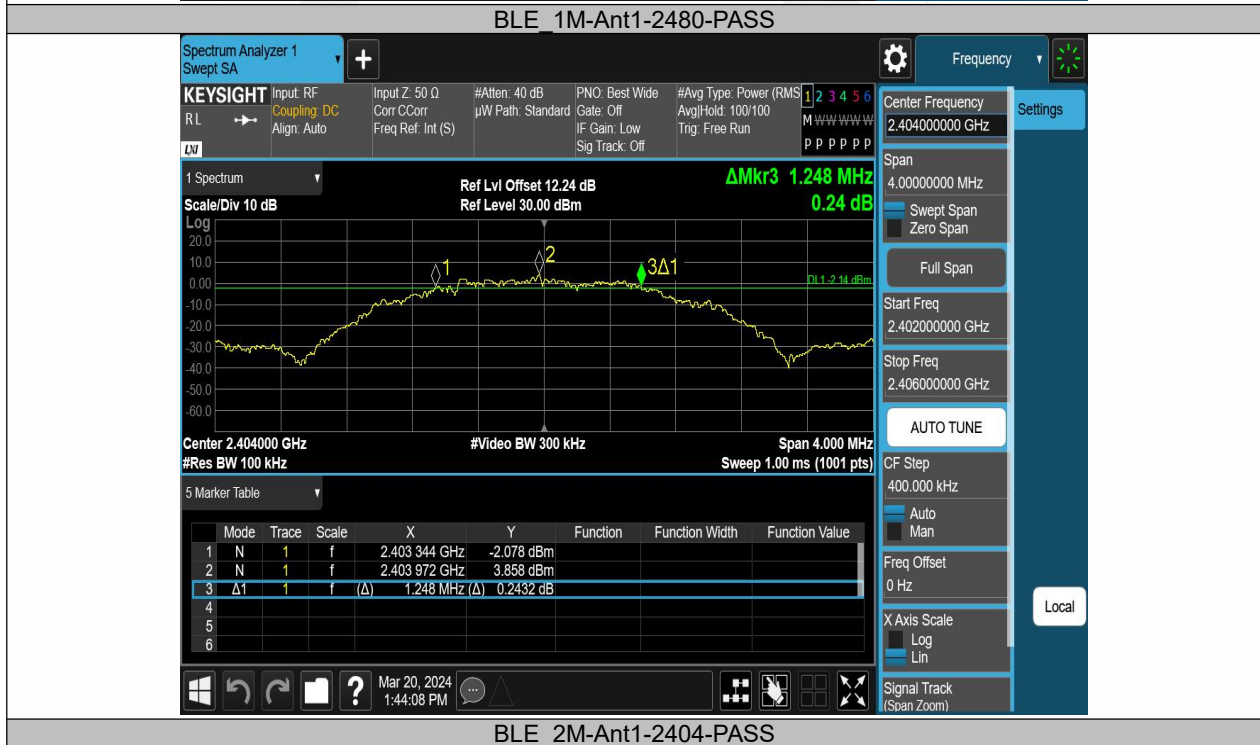 BLE_1M-Ant1-2480-PASS
Spectrum Analyzer 1
Swept SA
+
Frequency
KEYSIGHT
RL
LXI
Input: RF
Coupling: DC
Align: Auto
Input Z: 50 Ω
Corr CCorr
Freq Ref: Int (S)
#Atten: 40 dB
µW Path: Standard
PNO: Best Wide
Gate: Off
IF Gain: Low
Sig Track: Off
#Avg Type: Power (RMS
Avg|Hold: 100/100
Trig: Free Run
1 2 3 4 5 6
M W W W W W
P P P P P P
1 Spectrum
Scale/Div 10 dB
Ref Lvl Offset 12.24 dB
Ref Level 30.00 dBm
ΔMkr3 1.248 MHz
0.24 dB
Log
20.0
10.0
0.00
-10.0
-20.0
-30.0
-40.0
-50.0
-60.0
1
2
3Δ1
DL1 -2.14 dBm
Center 2.404000 GHz
#Video BW 300 kHz
Span 4.000 MHz
#Res BW 100 kHz
Sweep 1.00 ms (1001 pts)
5 Marker Table
Mode Trace Scale X Y Function Function Width Function Value
1 N 1 f 2.403 344 GHz -2.078 dBm
2 N 1 f 2.403 972 GHz 3.858 dBm
3 Δ1 1 f (Δ) 1.248 MHz (Δ) 0.2432 dB
4
5
6
?
Mar 20, 2024
1:44:08 PM
Center Frequency
2.404000000 GHz
Settings
Span
4.00000000 MHz
Swept Span
Zero Span
Full Span
Start Freq
2.402000000 GHz
Stop Freq
2.406000000 GHz
AUTO TUNE
CF Step
400.000 kHz
Auto
Man
Freq Offset
0 Hz
Local
X Axis Scale
Log
Lin
Signal Track
(Span Zoom)
BLE_2M-Ant1-2404-PASS